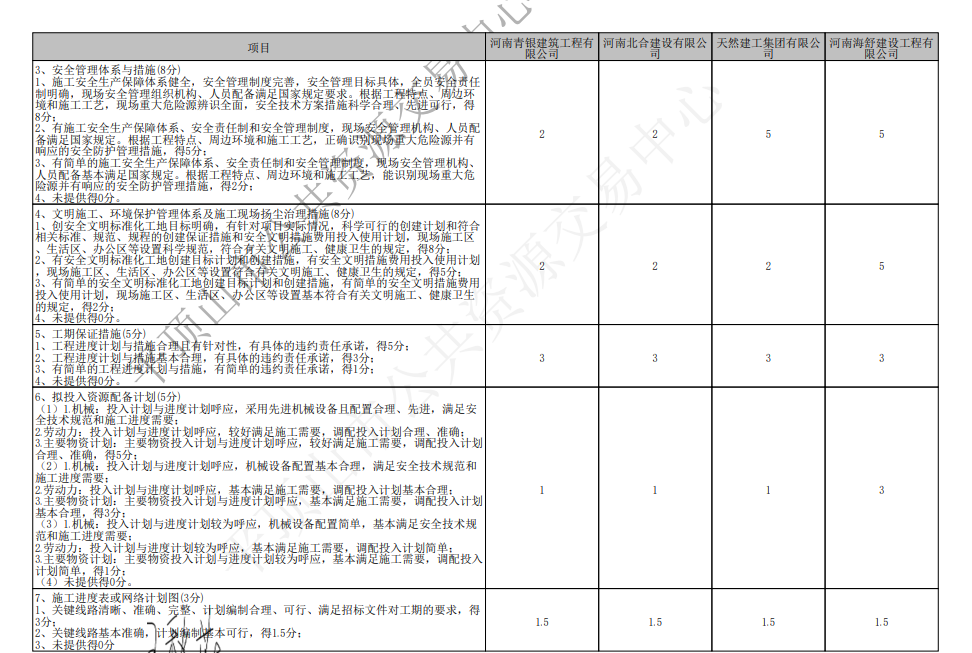 项目
河南青银建筑工程有限公司
河南北合建设有限公司
天然建工集团有限公司
河南海舒建设工程有限公司
3、安全管理体系与措施(8分)
1、施工安全生产保障体系健全，安全管理制度完善，安全管理目标具体，全员安全责任
制明确，现场安全管理组织机构、人员配备满足国家规定要求。根据工程特点、周边环
境和施工工艺，现场重大危险源辨识全面，安全技术方案措施科学合理、先进可行，得
8分；
2、有施工安全生产保障体系、安全责任制和安全管理制度，现场安全管理机构、人员配
备满足国家规定。根据工程特点、周边环境和施工工艺，正确识别现场重大危险源并有
响应的安全防护管理措施，得5分；
3、有简单的施工安全生产保障体系、安全责任制和安全管理制度，现场安全管理机构、
人员配备基本满足国家规定。根据工程特点、周边环境和施工工艺，能识别现场重大危
险源并有响应的安全防护管理措施，得2分；
4、未提供得0分。
2 2 5 5
4、文明施工、环境保护管理体系及施工现场扬尘治理措施(8分)
1、创安全文明标准化工地目标明确，有针对项目实际情况，科学可行的创建计划和符合
相关标准、规范、规程的创建保证措施和安全文明措施费用投入使用计划，现场施工区
、生活区、办公区等设置科学规范，符合有关文明施工、健康卫生的规定，得8分；
2、有安全文明标准化工地创建目标计划和创建措施，有安全文明措施费用投入使用计划
，现场施工区、生活区、办公区等设置符合有关文明施工、健康卫生的规定，得5分；
3、有简单的安全文明标准化工地创建目标计划和创建措施，有简单的安全文明措施费用
投入使用计划，现场施工区、生活区、办公区等设置基本符合有关文明施工、健康卫生
的规定，得2分；
4、未提供得0分。
2 2 2 5
5、工期保证措施(5分)
1、工程进度计划与措施合理且有针对性，有具体的违约责任承诺，得5分；
2、工程进度计划与措施基本合理，有具体的违约责任承诺，得3分；
3、有简单的工程进度计划与措施，有简单的违约责任承诺，得1分；
4、未提供得0分。
3 3 3 3
6、拟投入资源配备计划(5分)
（1）1.机械：投入计划与进度计划呼应，采用先进机械设备且配置合理、先进，满足安
全技术规范和施工进度需要；
2.劳动力：投入计划与进度计划呼应，较好满足施工需要，调配投入计划合理、准确；
3.主要物资计划：主要物资投入计划与进度计划呼应，较好满足施工需要，调配投入计划
合理、准确，得5分；
（2）1.机械：投入计划与进度计划呼应，机械设备配置基本合理，满足安全技术规范和
施工进度需要；
2.劳动力：投入计划与进度计划呼应，基本满足施工需要，调配投入计划基本合理；
3.主要物资计划：主要物资投入计划与进度计划呼应，基本满足施工需要，调配投入计划
基本合理，得3分；
（3）1.机械：投入计划与进度计划较为呼应，机械设备配置简单，基本满足安全技术规
范和施工进度需要；
2.劳动力：投入计划与进度计划较为呼应，基本满足施工需要，调配投入计划简单；
3.主要物资计划：主要物资投入计划与进度计划较为呼应，基本满足施工需要，调配投入
计划简单，得1分；
（4）未提供得0分。
1 1 1 3
7、施工进度表或网络计划图(3分)
1、关键线路清晰、准确、完整、计划编制合理、可行、满足招标文件对工期的要求，得
3分；
2、关键线路基本准确，计划编制基本可行，得1.5分；
3、未提供得0分
1.5 1.5 1.5 1.5
平顶山市公共资源交易中心
平顶山市公共资源交易中心